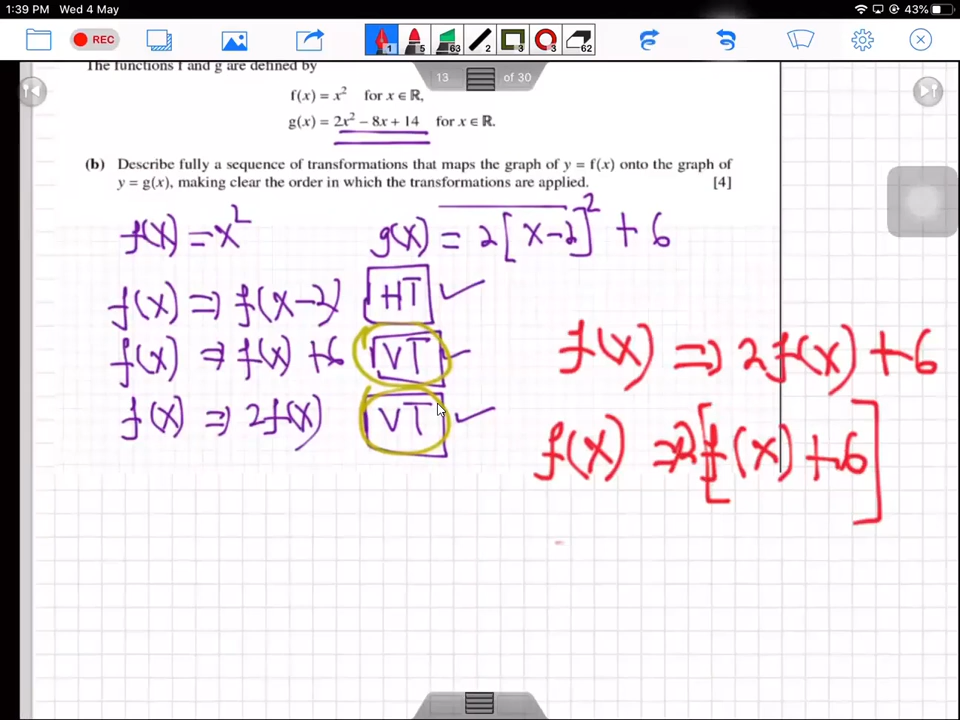 1:39 PM Wed 4 May 43%
REC 1 5 63 2 3 3 62
The functions f and g are defined by
13 of 30
f(x) = x² for x ∈ ℝ,
g(x) = 2x² − 8x + 14 for x ∈ ℝ.
(b) Describe fully a sequence of transformations that maps the graph of y = f(x) onto the graph of
y = g(x), making clear the order in which the transformations are applied. [4]
f(x) = x² g(x) = 2[x-2]² + 6
f(x) ⇒ f(x-2) HT ✓
f(x) ⇒ f(x) +6 VT ✓
f(x) ⇒ 2f(x) VT ✓
f(x) ⇒ 2f(x) + 6
f(x) ⇒ 2[f(x) + 6]